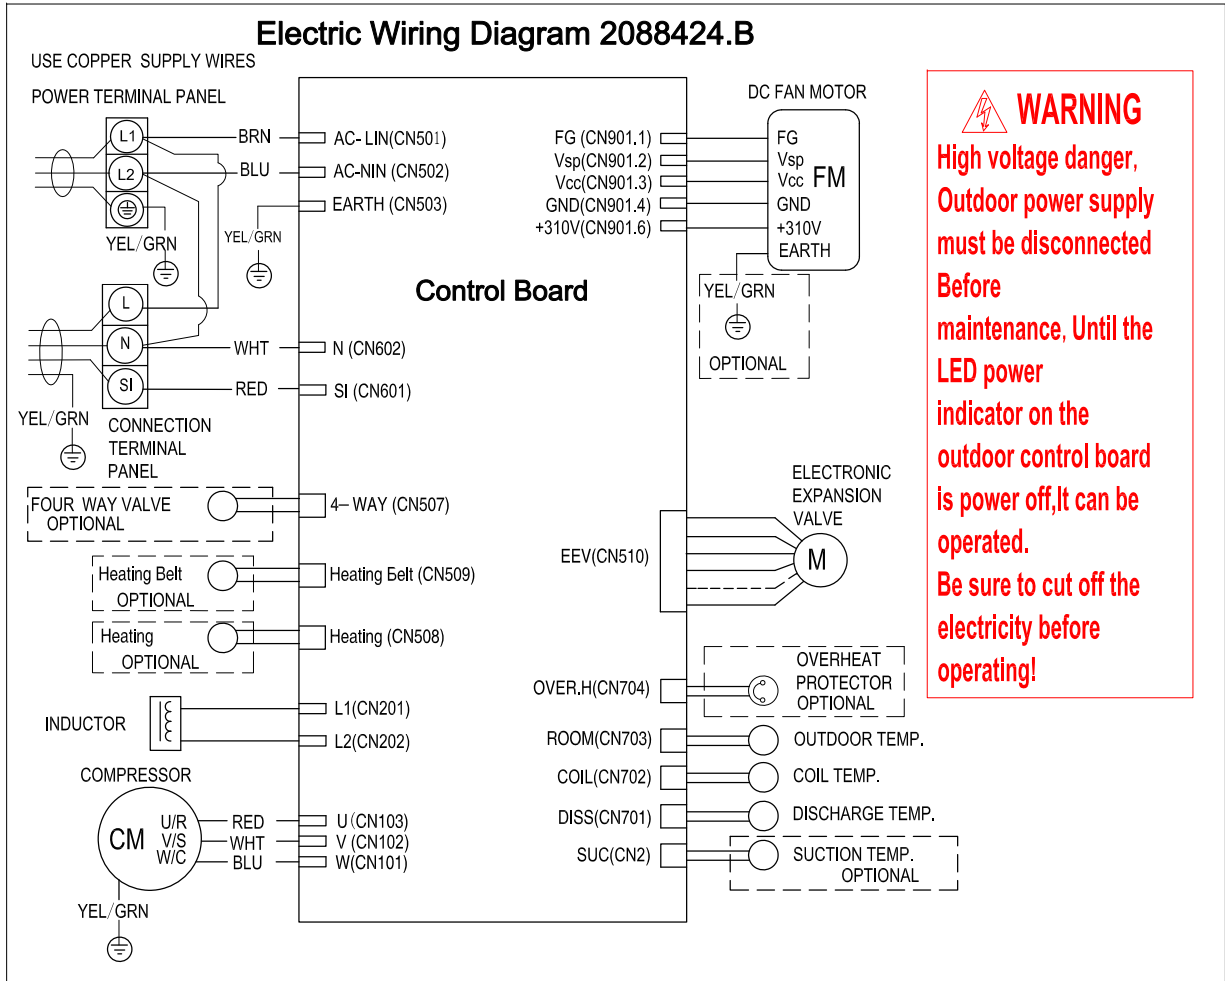 Electric Wiring Diagram 2088424.B
USE COPPER SUPPLY WIRES
POWER TERMINAL PANEL
L1
L2
BRN
BLU
YEL/GRN
YEL/GRN
AC- LIN(CN501)
AC-NIN (CN502)
EARTH (CN503)
Control Board
L
N
SI
WHT
RED
N (CN602)
SI (CN601)
YEL/GRN
CONNECTION
TERMINAL
PANEL
FOUR WAY VALVE
OPTIONAL
4– WAY (CN507)
Heating Belt
OPTIONAL
Heating Belt (CN509)
Heating
OPTIONAL
Heating (CN508)
INDUCTOR
L1(CN201)
L2(CN202)
COMPRESSOR
CM
U/R
V/S
W/C
RED
WHT
BLU
U(CN103)
V (CN102)
W(CN101)
YEL/GRN
DC FAN MOTOR
FG (CN901.1)
Vsp(CN901.2)
Vcc(CN901.3)
GND(CN901.4)
+310V(CN901.6)
FG
Vsp
Vcc
FM
GND
+310V
EARTH
YEL/GRN
OPTIONAL
ELECTRONIC
EXPANSION
VALVE
EEV(CN510)
M
OVERHEAT
PROTECTOR
OPTIONAL
OVER.H(CN704)
ROOM(CN703)
OUTDOOR TEMP.
COIL(CN702)
COIL TEMP.
DISS(CN701)
DISCHARGE TEMP.
SUC(CN2)
SUCTION TEMP.
OPTIONAL
WARNING
High voltage danger,
Outdoor power supply
must be disconnected
Before
maintenance, Until the
LED power
indicator on the
outdoor control board
is power off,It can be
operated.
Be sure to cut off the
electricity before
operating!